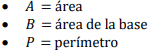 • A = área
• B = área de la base
• P = perímetro